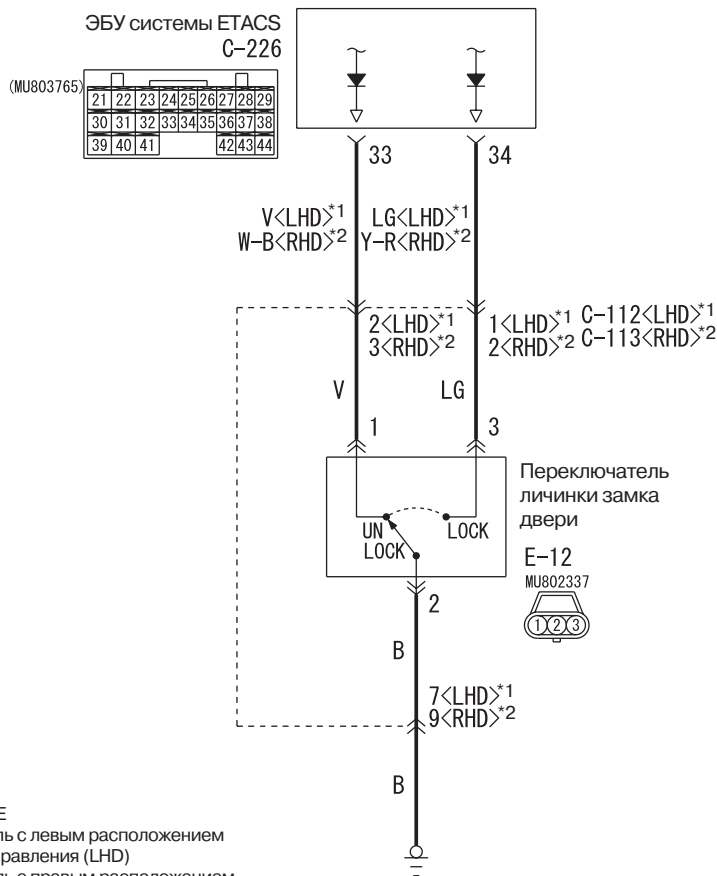 ЭБУ системы ETACS
C-226
(MU803765)
21 22 23 24 25 26 27 28 29
30 31 32 33 34 35 36 37 38
39 40 41 42 43 44
33 34
V<LHD>*1 LG<LHD>*1
W-B<RHD>*2 Y-R<RHD>*2
2<LHD>*1 1<LHD>*1 C-112<LHD>*1
3<RHD>*2 2<RHD>*2 C-113<RHD>*2
V LG
1 3
Переключатель
личинки замка
двери
UN
LOCK
LOCK
E-12
MU802337
1 2 3
2
B
7<LHD>*1
9<RHD>*2
B
E
ль с левым расположением
правления (LHD)